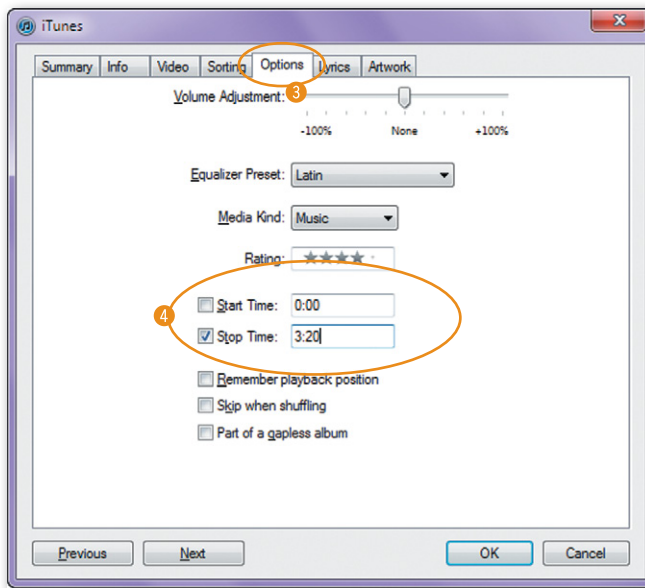 iTunes
Summary Info Video Sorting Options Lyrics Artwork
3
Volume Adjustment:
-100% None +100%
Equalizer Preset: Latin
Media Kind: Music
Rating: ★★★★ ·
4
Start Time: 0:00
Stop Time: 3:20
Remember playback position
Skip when shuffling
Part of a gapless album
Previous Next OK Cancel